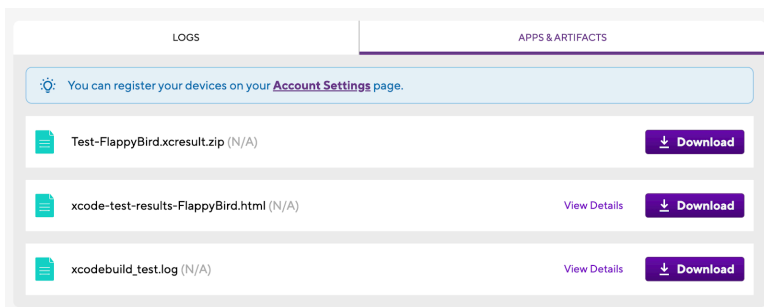 LOGS
APPS & ARTIFACTS
You can register your devices on your Account Settings page.
Test-FlappyBird.xcresult.zip (N/A)
Download
xcode-test-results-FlappyBird.html (N/A)
View Details
Download
xcodebuild_test.log (N/A)
View Details
Download